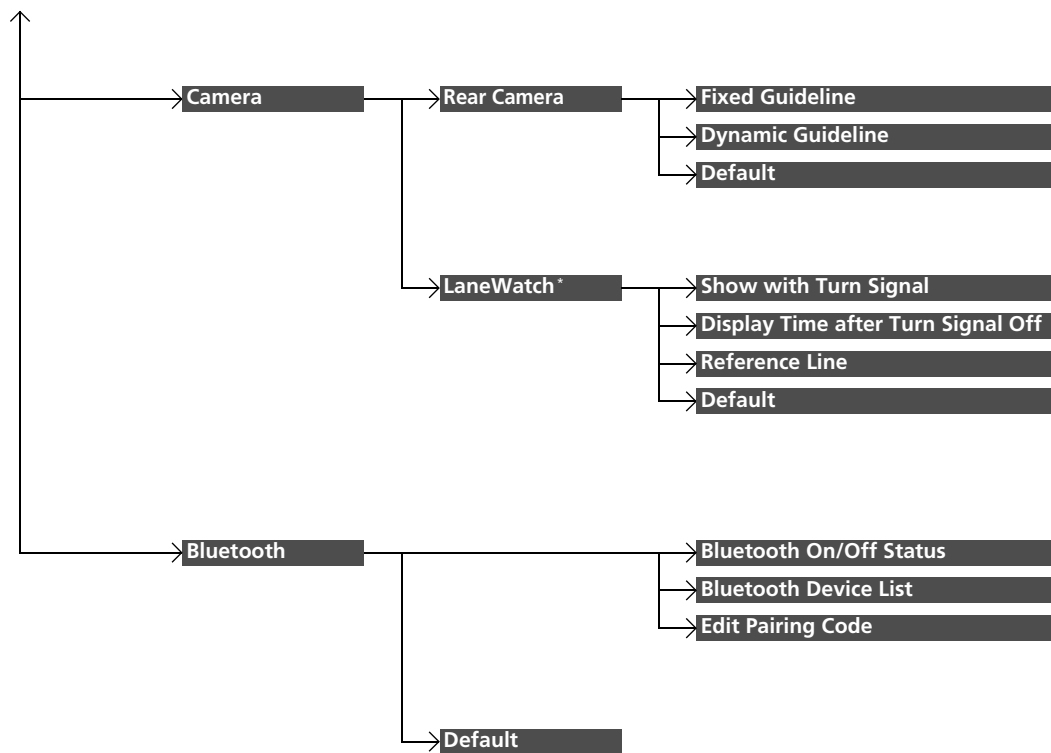 Camera
Rear Camera
Fixed Guideline
Dynamic Guideline
Default
LaneWatch*
Show with Turn Signal
Display Time after Turn Signal Off
Reference Line
Default
Bluetooth
Bluetooth On/Off Status
Bluetooth Device List
Edit Pairing Code
Default